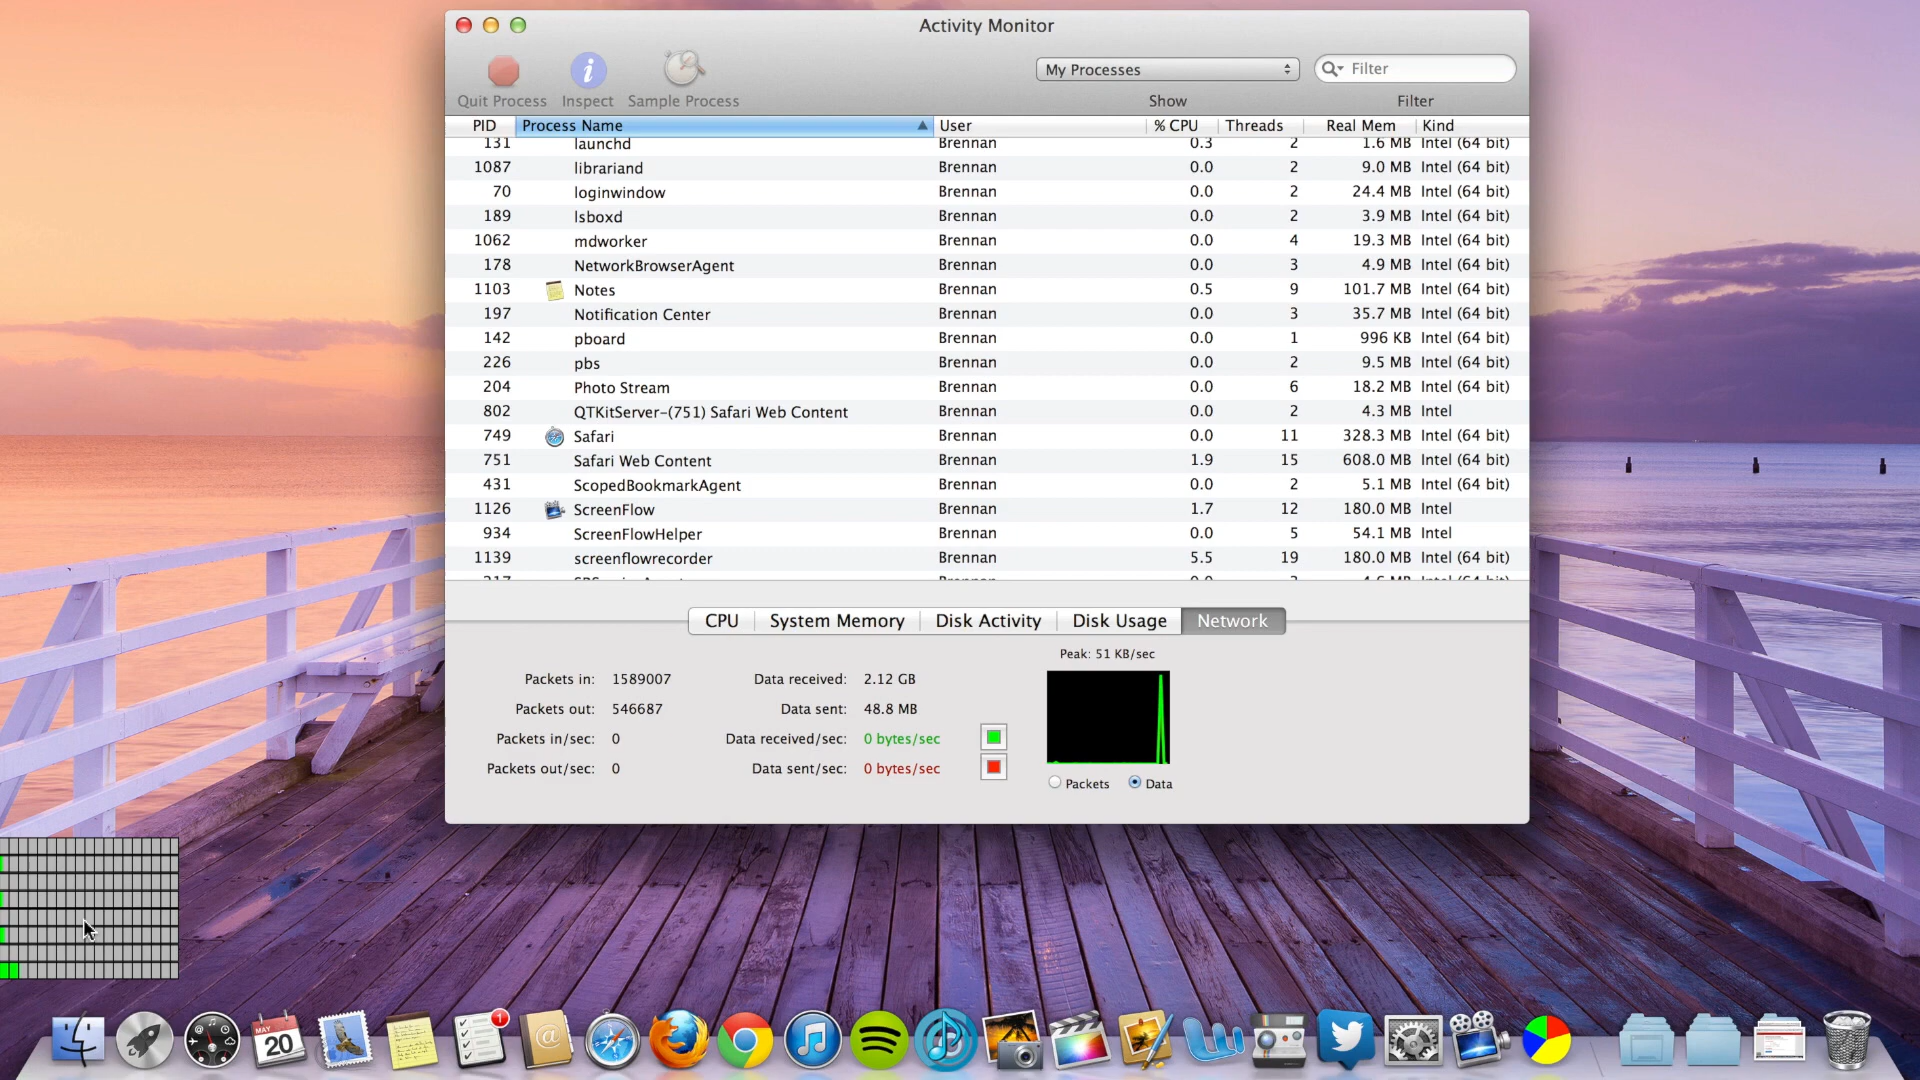 Activity Monitor
Quit Process Inspect Sample Process
My Processes
Filter
Show
Filter
PID Process Name User % CPU Threads Real Mem Kind
131 launchd Brennan 0.3 2 1.6 MB Intel (64 bit)
1087 librariand Brennan 0.0 2 9.0 MB Intel (64 bit)
70 loginwindow Brennan 0.0 2 24.4 MB Intel (64 bit)
189 lsboxd Brennan 0.0 2 3.9 MB Intel (64 bit)
1062 mdworker Brennan 0.0 4 19.3 MB Intel (64 bit)
178 NetworkBrowserAgent Brennan 0.0 3 4.9 MB Intel (64 bit)
1103 Notes Brennan 0.5 9 101.7 MB Intel (64 bit)
197 Notification Center Brennan 0.0 3 35.7 MB Intel (64 bit)
142 pboard Brennan 0.0 1 996 KB Intel (64 bit)
226 pbs Brennan 0.0 2 9.5 MB Intel (64 bit)
204 Photo Stream Brennan 0.0 6 18.2 MB Intel (64 bit)
802 QTKitServer-(751) Safari Web Content Brennan 0.0 2 4.3 MB Intel
749 Safari Brennan 0.0 11 328.3 MB Intel (64 bit)
751 Safari Web Content Brennan 1.9 15 608.0 MB Intel (64 bit)
431 ScopedBookmarkAgent Brennan 0.0 2 5.1 MB Intel (64 bit)
1126 ScreenFlow Brennan 1.7 12 180.0 MB Intel
934 ScreenFlowHelper Brennan 0.0 5 54.1 MB Intel
1139 screenflowrecorder Brennan 5.5 19 180.0 MB Intel (64 bit)
CPU System Memory Disk Activity Disk Usage Network
Peak: 51 KB/sec
Packets in: 1589007 Data received: 2.12 GB
Packets out: 546687 Data sent: 48.8 MB
Packets in/sec: 0 Data received/sec: 0 bytes/sec
Packets out/sec: 0 Data sent/sec: 0 bytes/sec
Packets Data
MAY
20
1